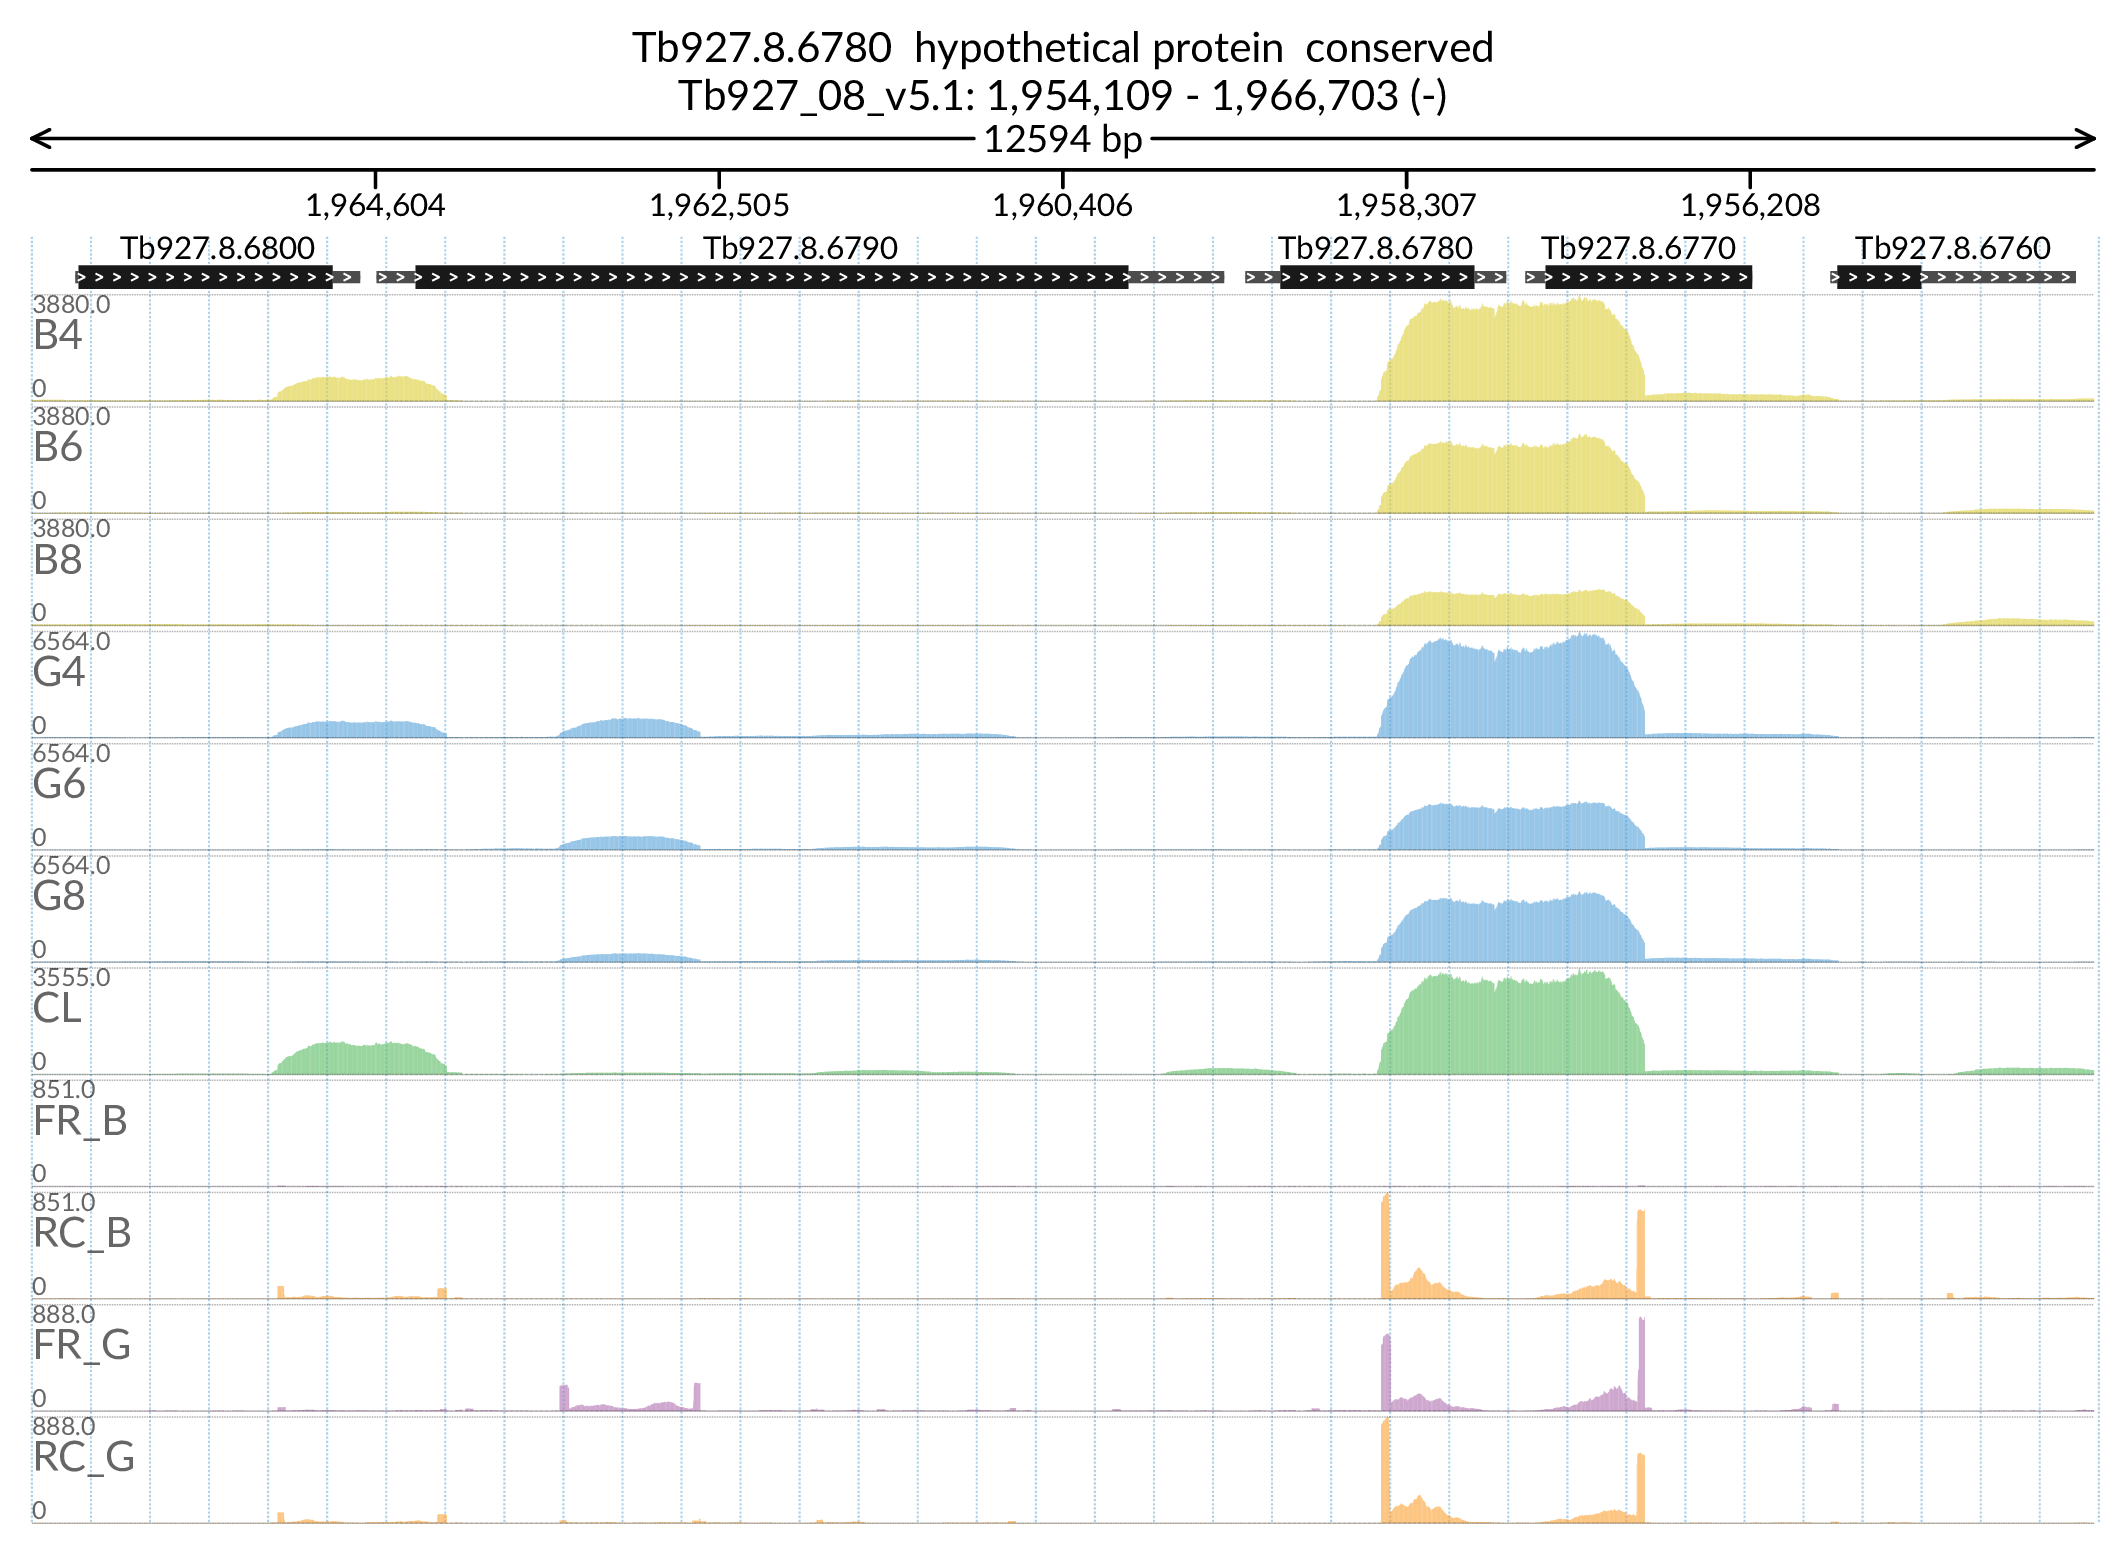 Tb927.8.6780  hypothetical protein  conserved
Tb927_08_v5.1: 1,954,109 - 1,966,703 (-)
12594 bp
1,964,604 1,962,505 1,960,406 1,958,307 1,956,208
Tb927.8.6800 Tb927.8.6790 Tb927.8.6780 Tb927.8.6770 Tb927.8.6760
3880.0
B4
0
3880.0
B6
0
3880.0
B8
0
6564.0
G4
0
6564.0
G6
0
6564.0
G8
0
3555.0
CL
0
851.0
FR_B
0
851.0
RC_B
0
888.0
FR_G
0
888.0
RC_G
0